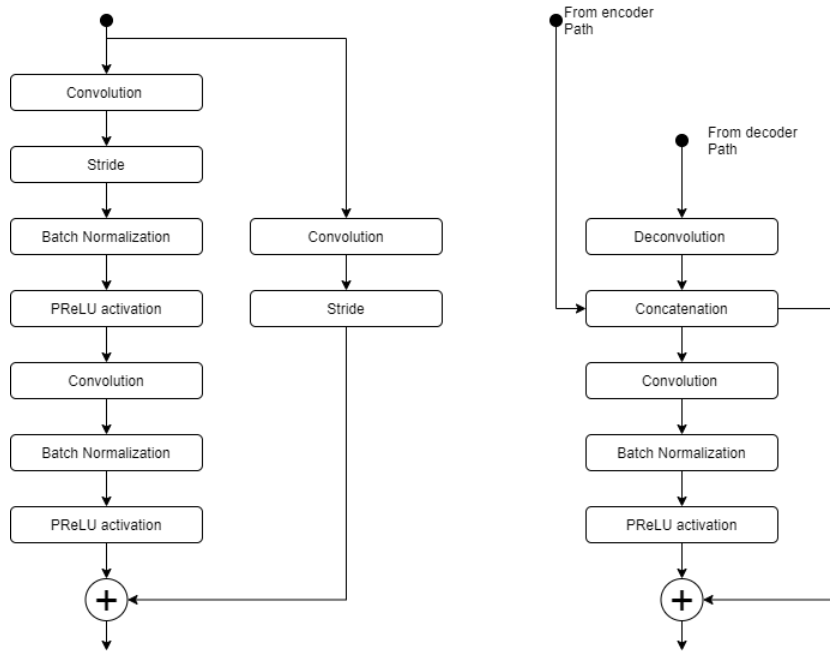 From encoder
Path
Convolution
From decoder
Path
Stride
Batch Normalization
Convolution
Deconvolution
PReLU activation
Stride
Concatenation
Convolution
Convolution
Batch Normalization
Batch Normalization
PReLU activation
PReLU activation
+
+